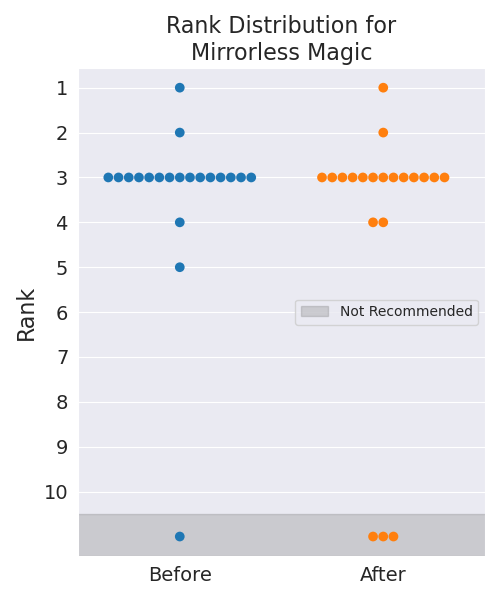 Rank Distribution for
Mirrorless Magic
1
2
3
4
5
6
7
8
9
10
Rank
Not Recommended
Before
After